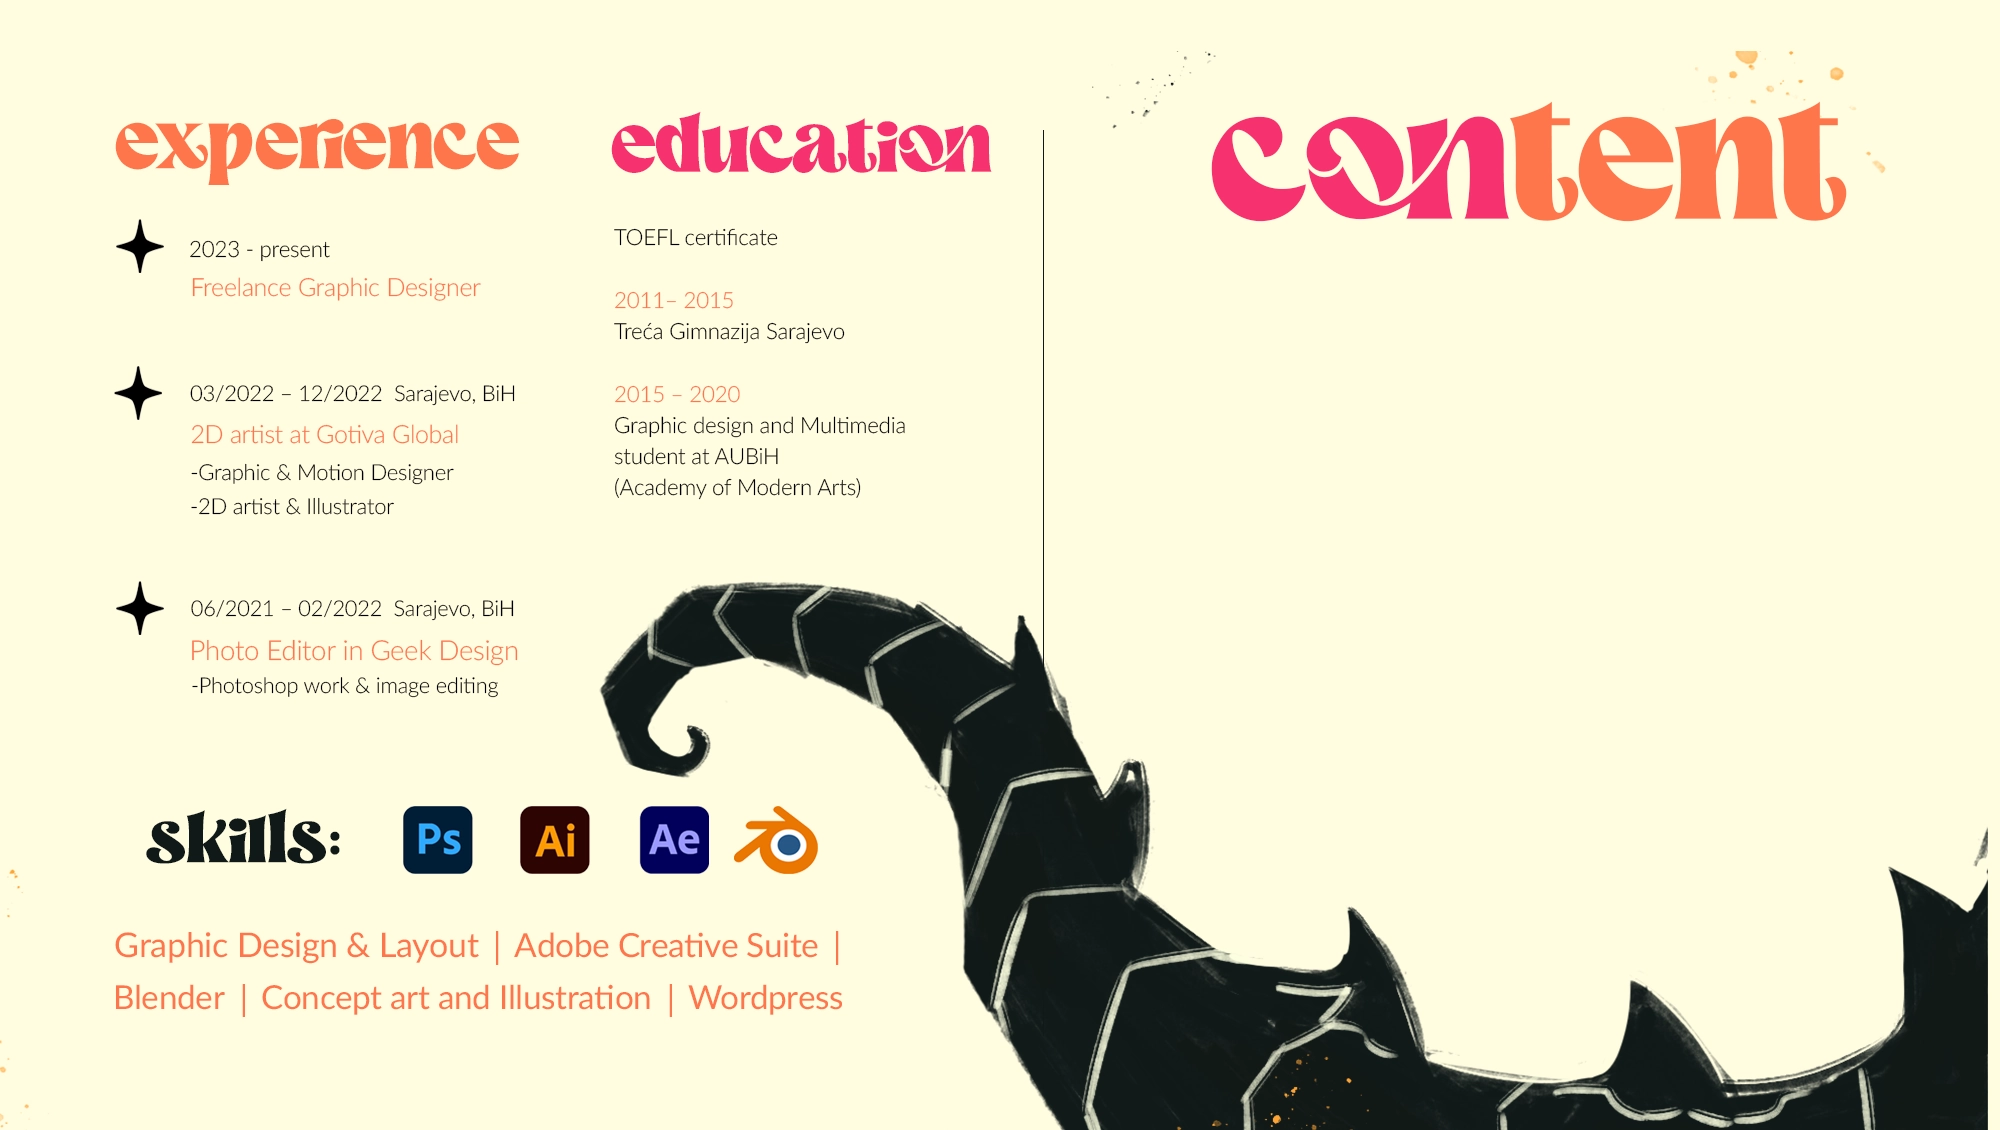 experience
2023 - present
Freelance Graphic Designer
03/2022 – 12/2022  Sarajevo, BiH
2D artist at Gotiva Global
-Graphic & Motion Designer
-2D artist & Illustrator
06/2021 – 02/2022  Sarajevo, BiH
Photo Editor in Geek Design
-Photoshop work & image editing
education
TOEFL certificate
2011– 2015
Treća Gimnazija Sarajevo
2015 – 2020
Graphic design and Multimedia
student at AUBiH
(Academy of Modern Arts)
skills:
Ps Ai Ae
Graphic Design & Layout | Adobe Creative Suite |
Blender | Concept art and Illustration | Wordpress
content